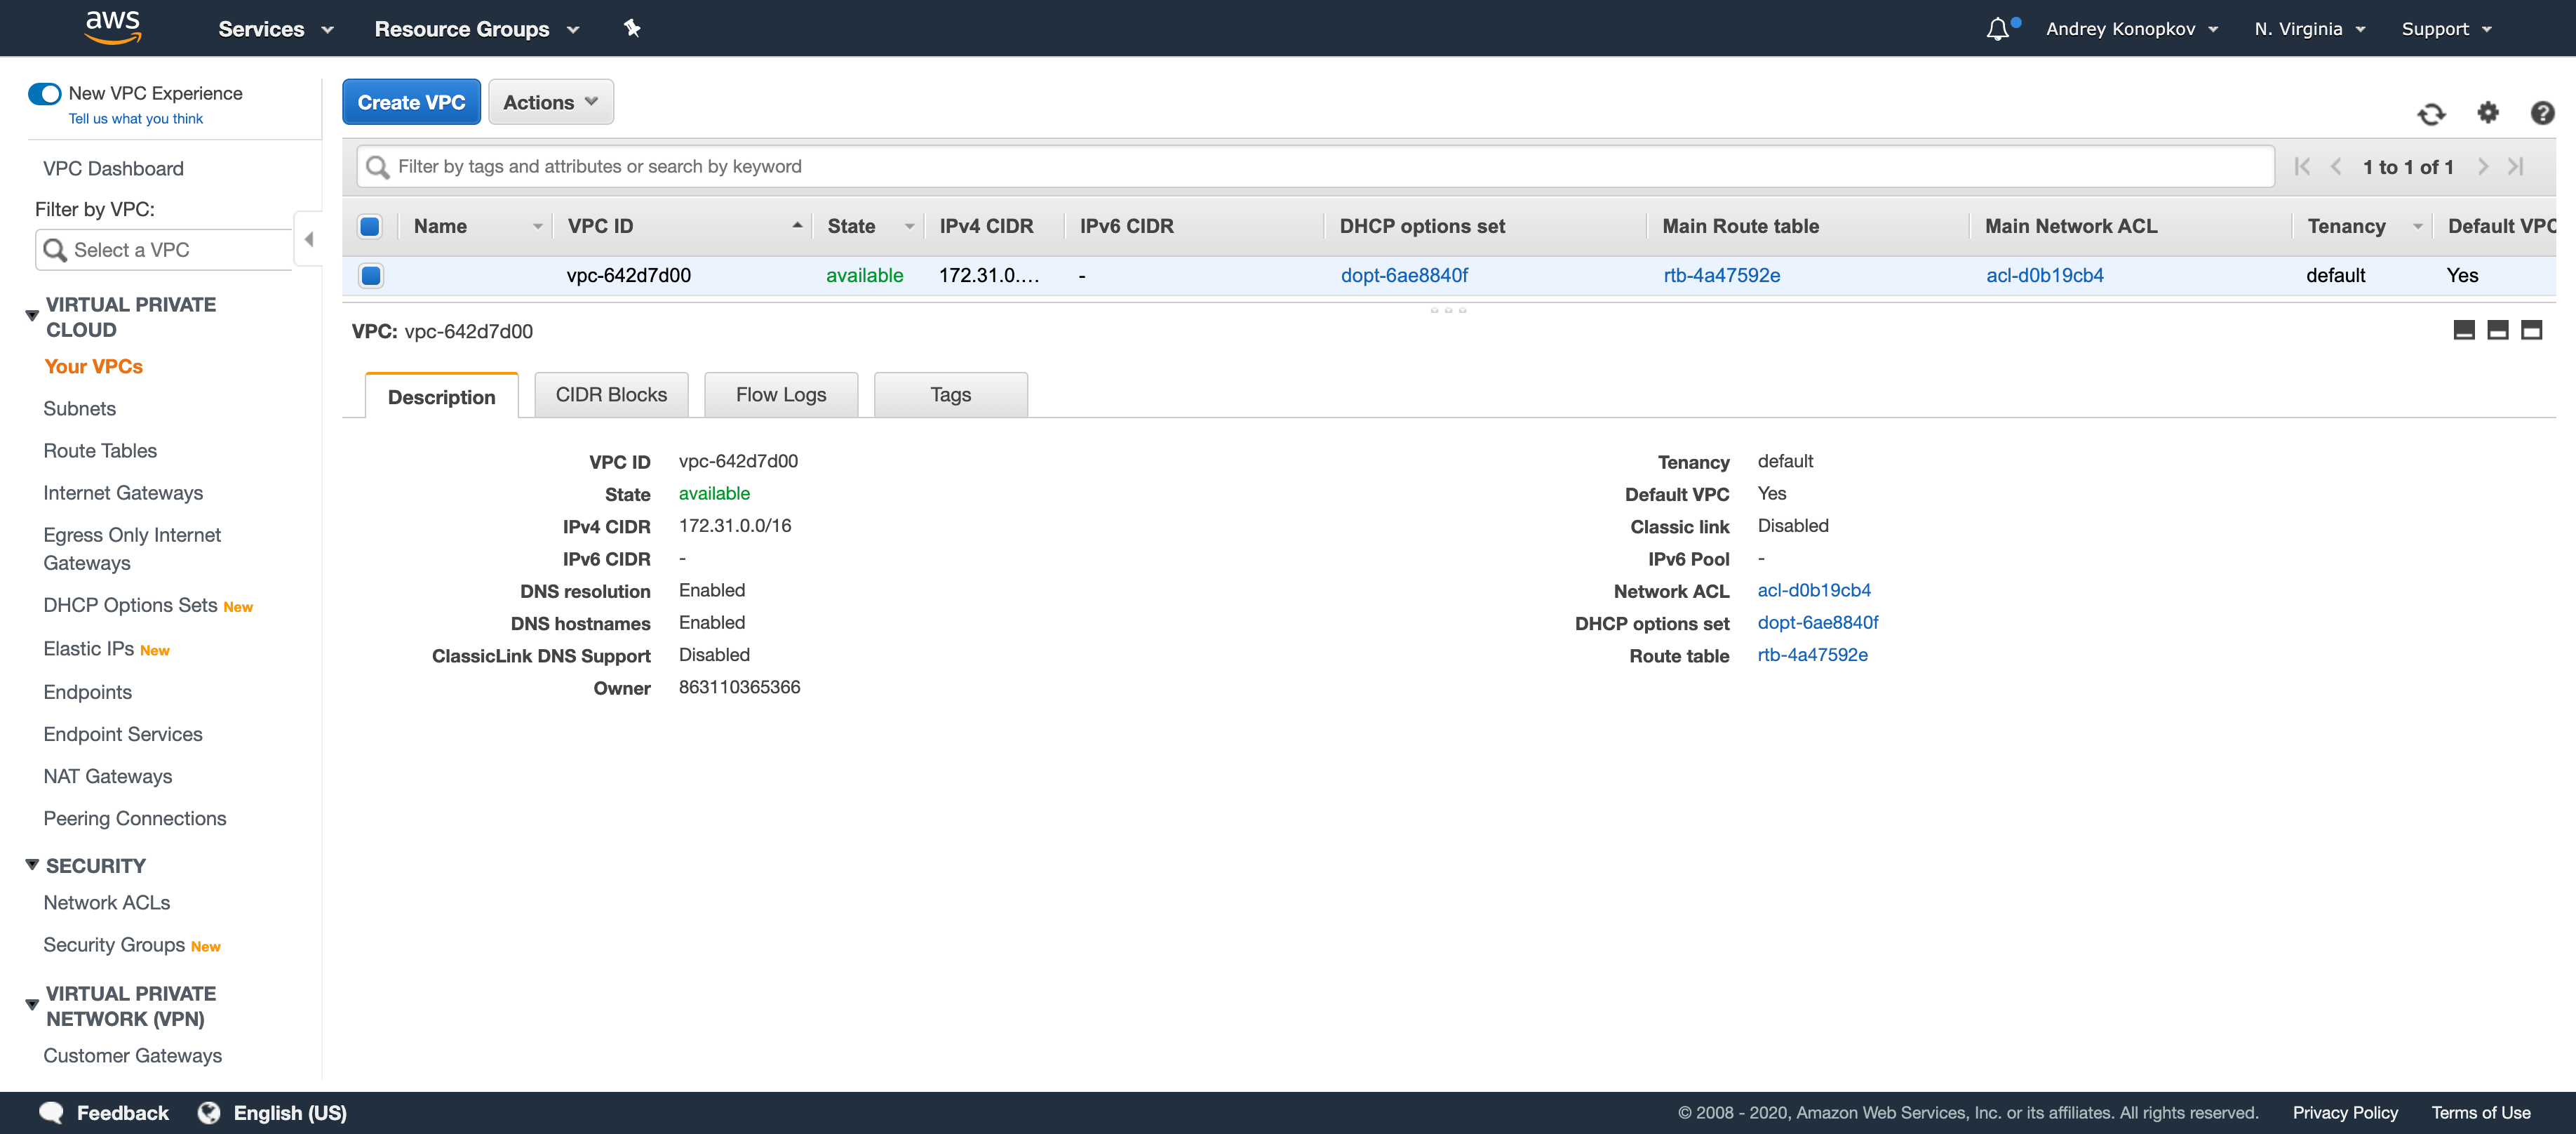 aws Services Resource Groups Andrey Konopkov N. Virginia Support
New VPC Experience
Tell us what you think
VPC Dashboard
Filter by VPC:
Select a VPC
VIRTUAL PRIVATE
CLOUD
Your VPCs
Subnets
Route Tables
Internet Gateways
Egress Only Internet
Gateways
DHCP Options Sets New
Elastic IPs New
Endpoints
Endpoint Services
NAT Gateways
Peering Connections
SECURITY
Network ACLs
Security Groups New
VIRTUAL PRIVATE
NETWORK (VPN)
Customer Gateways
Create VPC Actions
Filter by tags and attributes or search by keyword 1 to 1 of 1
Name VPC ID State IPv4 CIDR IPv6 CIDR DHCP options set Main Route table Main Network ACL Tenancy Default VPC
vpc-642d7d00 available 172.31.0.… - dopt-6ae8840f rtb-4a47592e acl-d0b19cb4 default Yes
VPC: vpc-642d7d00
Description CIDR Blocks Flow Logs Tags
VPC ID vpc-642d7d00
State available
IPv4 CIDR 172.31.0.0/16
IPv6 CIDR -
DNS resolution Enabled
DNS hostnames Enabled
ClassicLink DNS Support Disabled
Owner 863110365366
Tenancy default
Default VPC Yes
Classic link Disabled
IPv6 Pool -
Network ACL acl-d0b19cb4
DHCP options set dopt-6ae8840f
Route table rtb-4a47592e
Feedback English (US) © 2008 - 2020, Amazon Web Services, Inc. or its affiliates. All rights reserved. Privacy Policy Terms of Use